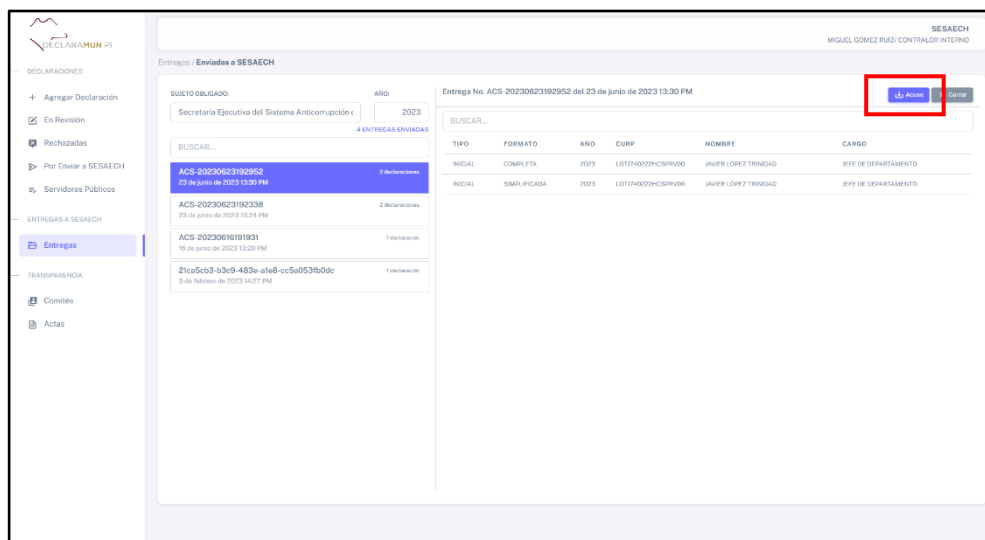 DECLARAMUN PI
DECLARACIONES
Agregar Declaración
En Revisión
Rechazadas
Por Enviar a SESAECH
Servidores Públicos
ENTREGAS A SESAECH
Entregas
TRANSPARENCIA
Comités
Actas
SESAECH
MIGUEL GÓMEZ RUIZ/ CONTRALOR INTERNO
Entregas / Enviadas a SESAECH
SUJETO OBLIGADO: AÑO:
Secretaría Ejecutiva del Sistema Anticorrupción 2023
4 ENTREGAS ENVIADAS
BUSCAR...
ACS-20230623192952 2 declaraciones.
23 de junio de 2023 13:30 PM
ACS-20230623192338 2 declaraciones.
23 de junio de 2023 13:24 PM
ACS-20230616191931 1 declaración.
16 de junio de 2023 13:20 PM
21ca5cb3-b3c9-483e-a1e8-cc5a053fb0dc 1 declaración.
3 de febrero de 2023 14:27 PM
Entrega No. ACS-20230623192952 del 23 de junio de 2023 13:30 PM
Acuse Cerrar
BUSCAR...
TIPO FORMATO AÑO CURP NOMBRE CARGO
INICIAL COMPLETA 2023 LOTJ740222HCSPRV00 JAVIER LÓPEZ TRINIDAD JEFE DE DEPARTAMENTO
INICIAL SIMPLIFICADA 2023 LOTJ740222HCSPRV00 JAVIER LÓPEZ TRINIDAD JEFE DE DEPARTAMENTO